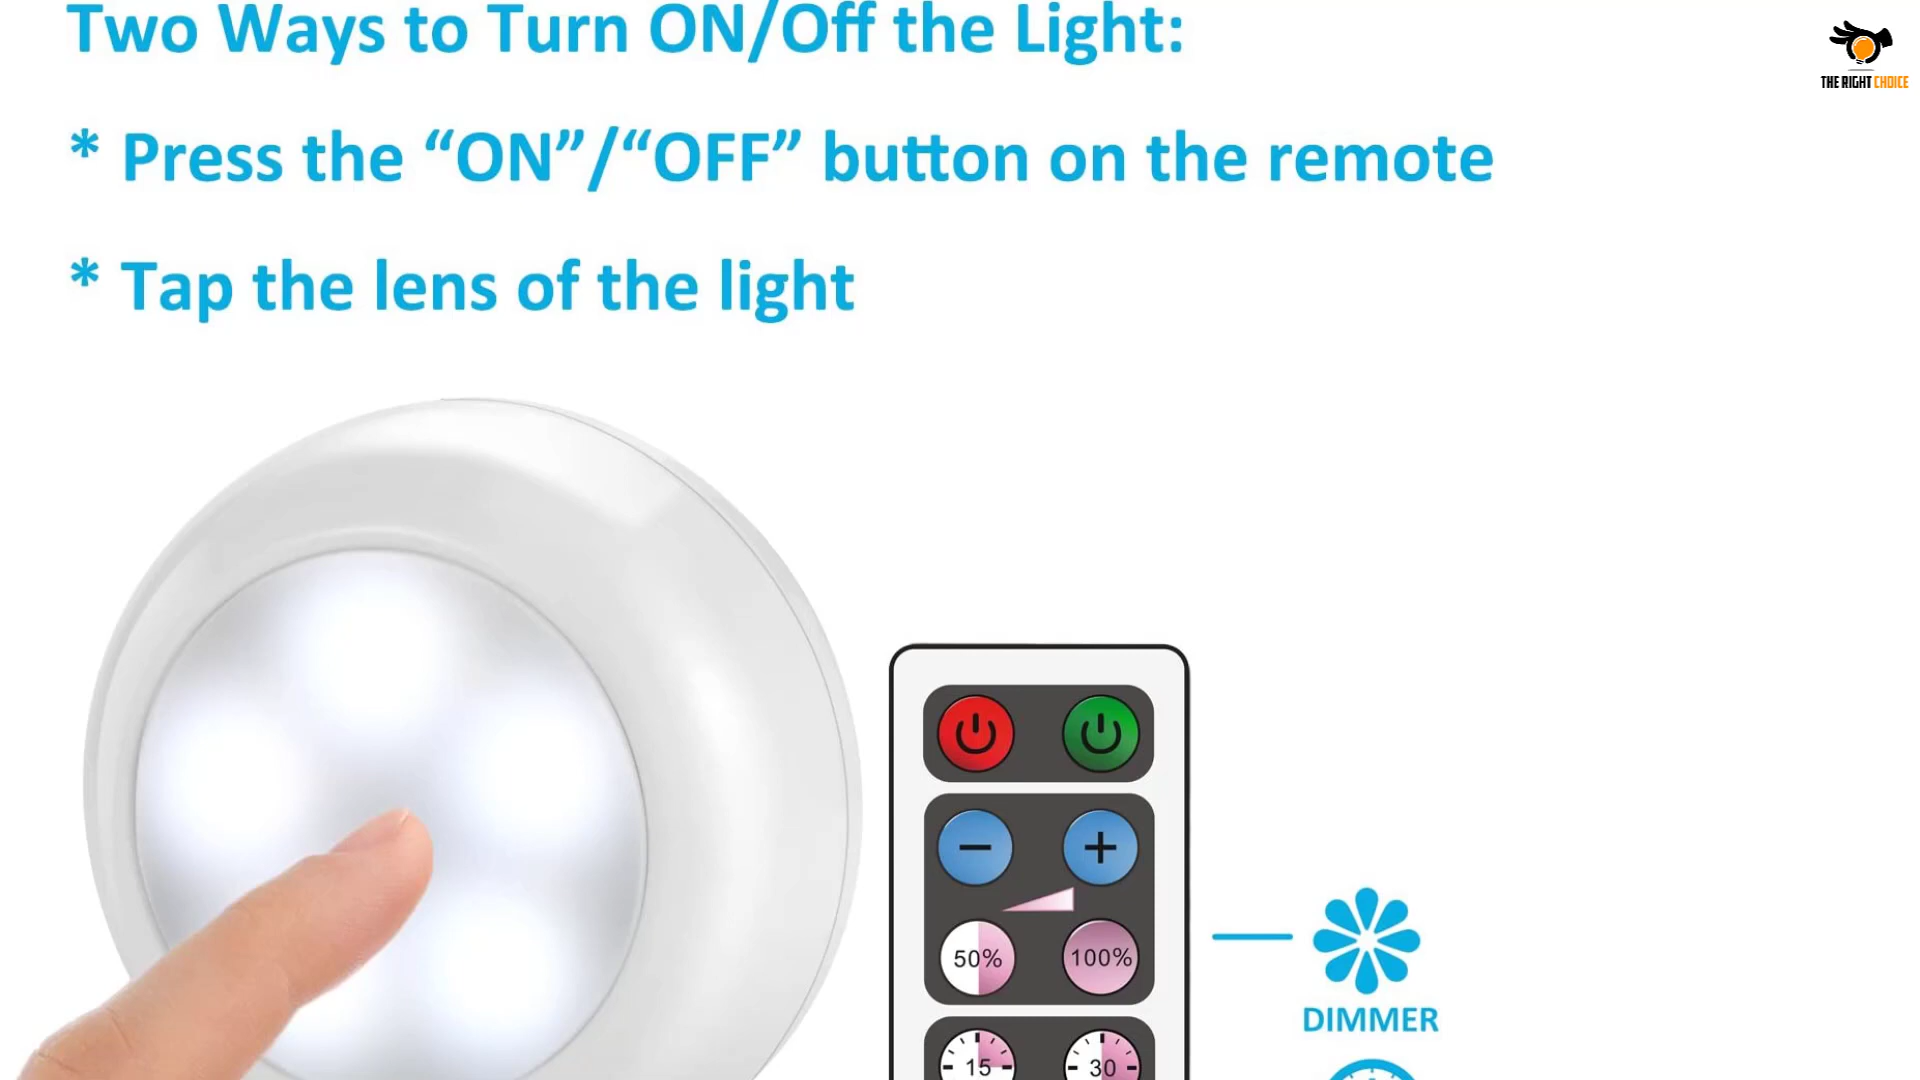 Two Ways to Turn ON/Off the Light:
* Press the “ON”/“OFF” button on the remote
* Tap the lens of the light
THE RIGHT CHOICE
50% 100%
DIMMER
15 30